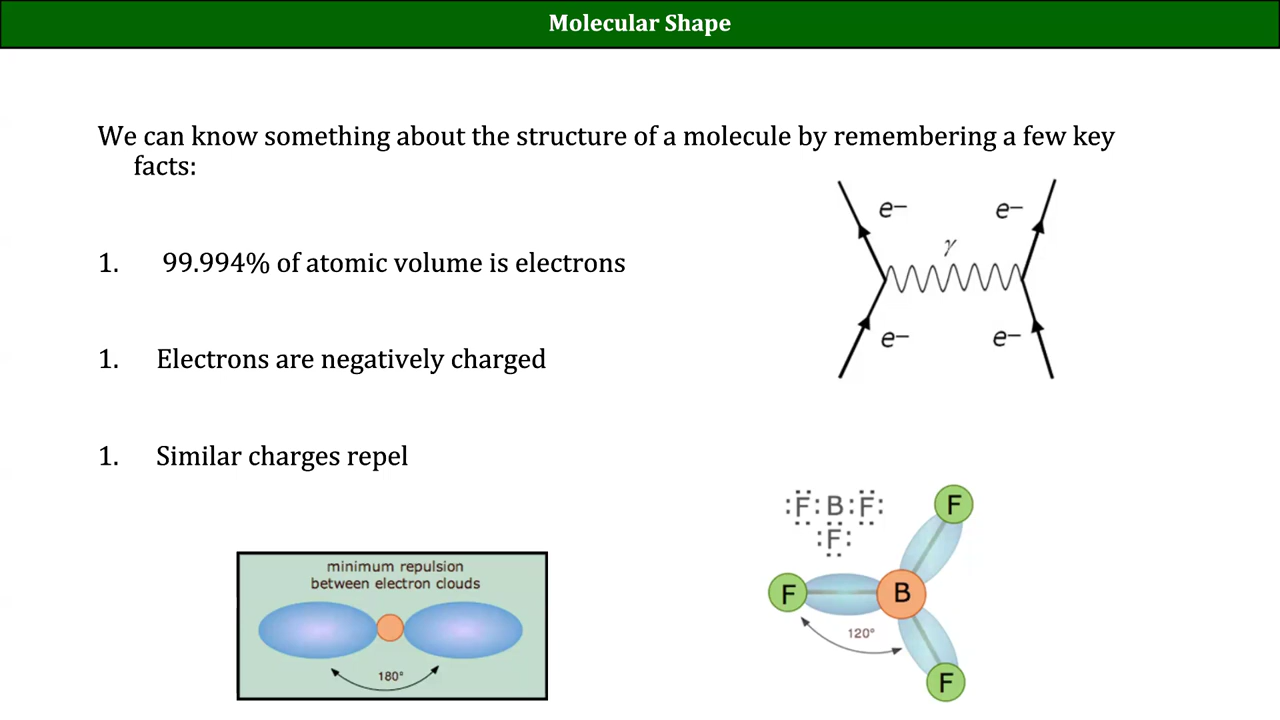 Molecular Shape
We can know something about the structure of a molecule by remembering a few key
facts:
e– e–
γ
1. 99.994% of atomic volume is electrons
e– e–
1. Electrons are negatively charged
1. Similar charges repel
minimum repulsion
between electron clouds
180°
:F:B:F:
:F:
F
F B
120°
F